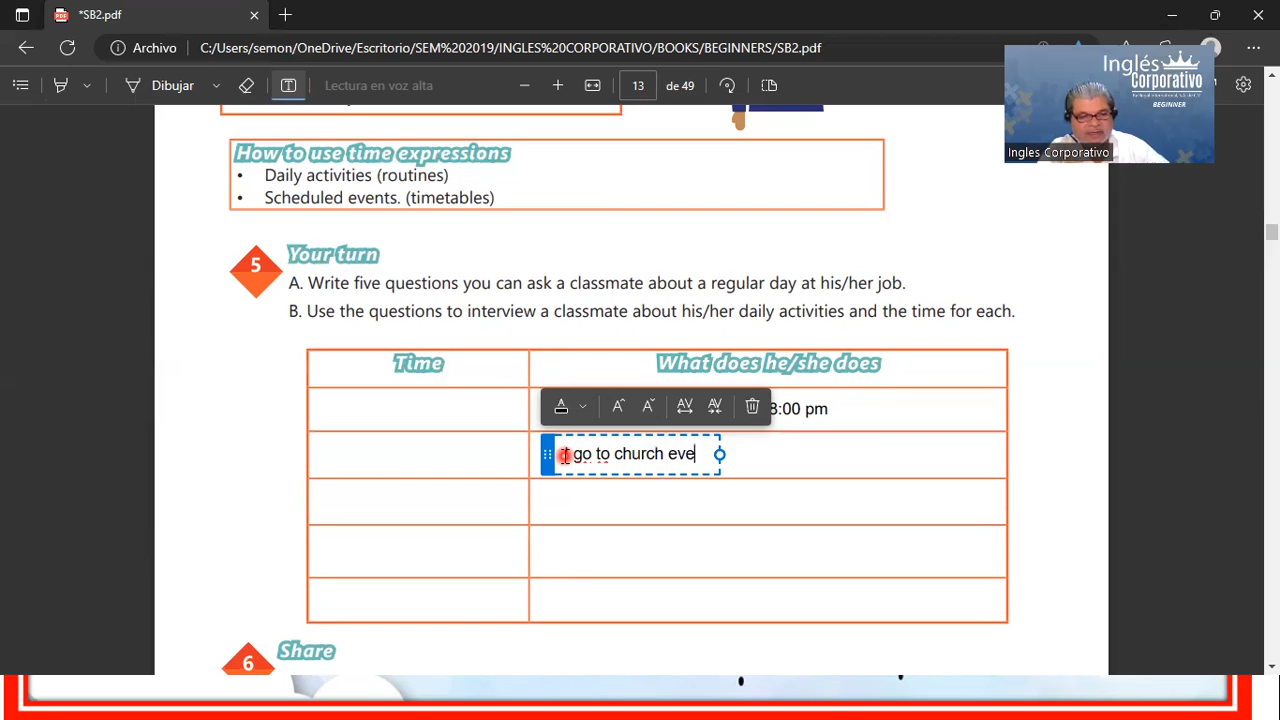 *SB2.pdf
Archivo
C:/Users/semon/OneDrive/Escritorio/SEM%202019/INGLES%20CORPORATIVO/BOOKS/BEGINNERS/SB2.pdf
Dibujar
Lectura en voz alta
13
de 49
Inglés
Corporativo
BEGINNER
Ingles Corporativo
How to use time expressions
• Daily activities (routines)
• Scheduled events. (timetables)
5
Your turn
A. Write five questions you can ask a classmate about a regular day at his/her job.
B. Use the questions to interview a classmate about his/her daily activities and the time for each.
Time
What does he/she does
8:00 pm
I go to church eve
6
Share